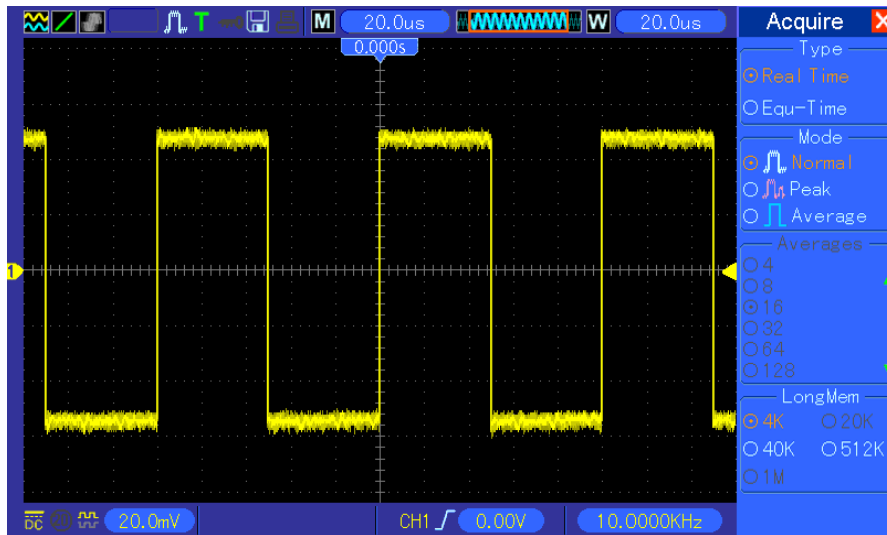 T M 20.0us W 20.0us
0.000s
Acquire X
Type
Real Time
Equ-Time
Mode
Normal
Peak
Average
Averages
4
8
16
32
64
128
LongMem
4K 20K
40K 512K
1M
1
DC 20.0mV CH1 0.00V 10.0000KHz